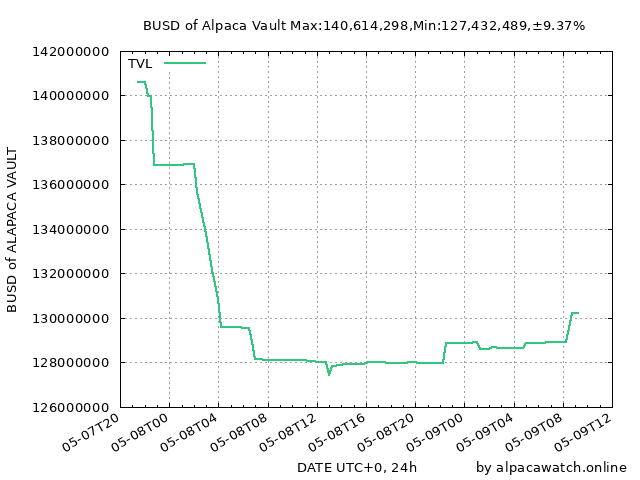 BUSD of Alpaca Vault Max:140,614,298,Min:127,432,489,±9.37%
TVL
BUSD of ALAPACA VAULT
142000000
140000000
138000000
136000000
134000000
132000000
130000000
128000000
126000000
05-07T20
05-08T00
05-08T04
05-08T08
05-08T12
05-08T16
05-08T20
05-09T00
05-09T04
05-09T08
05-09T12
DATE UTC+0, 24h
by alpacawatch.online